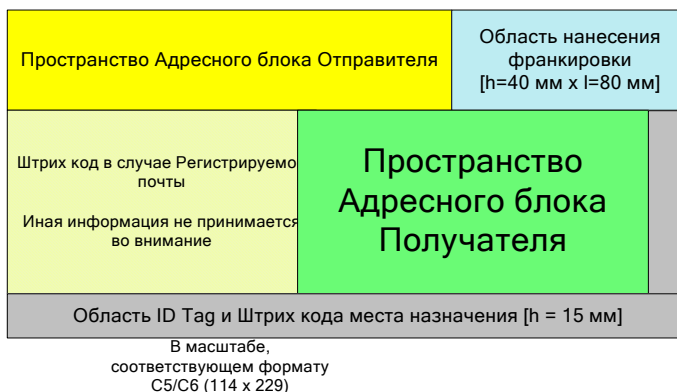 Пространство Адресного блока Отправителя
Область нанесения
франкировки
[h=40 мм x l=80 мм]
Штрих код в случае Регистрируемо
почты
Иная информация не принимается
во внимание
Пространство
Адресного блока
Получателя
Область ID Tag и Штрих кода места назначения [h = 15 мм]
В масштабе,
соответствующем формату
С5/С6 (114 x 229)